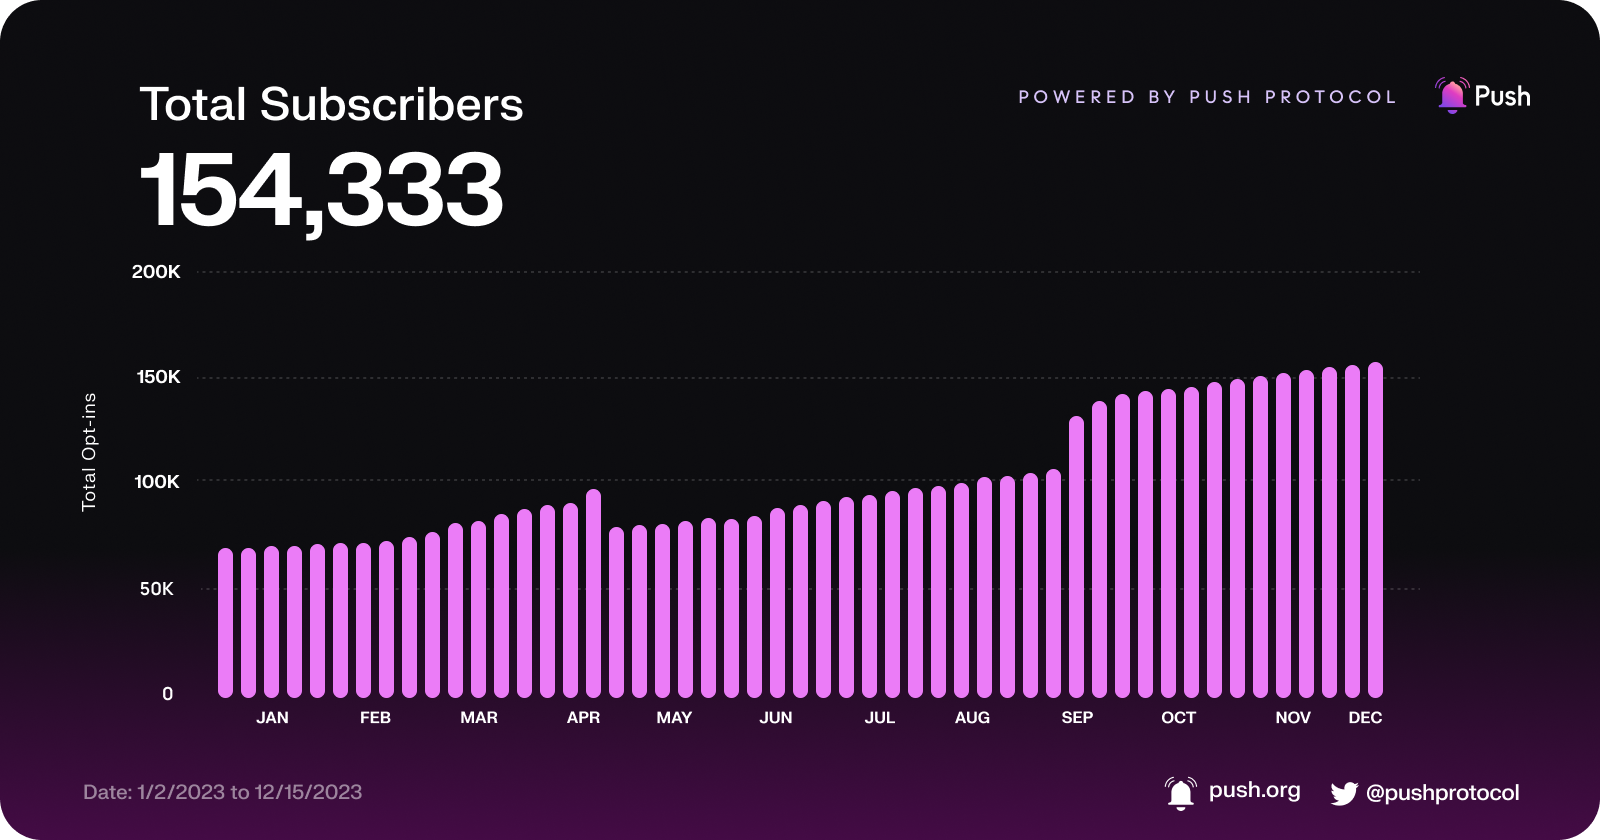 Total Subscribers
154,333
POWERED BY PUSH PROTOCOL
Push
200K
150K
100K
50K
0
Total Opt-ins
JAN FEB MAR APR MAY JUN JUL AUG SEP OCT NOV DEC
Date: 1/2/2023 to 12/15/2023
push.org
@pushprotocol